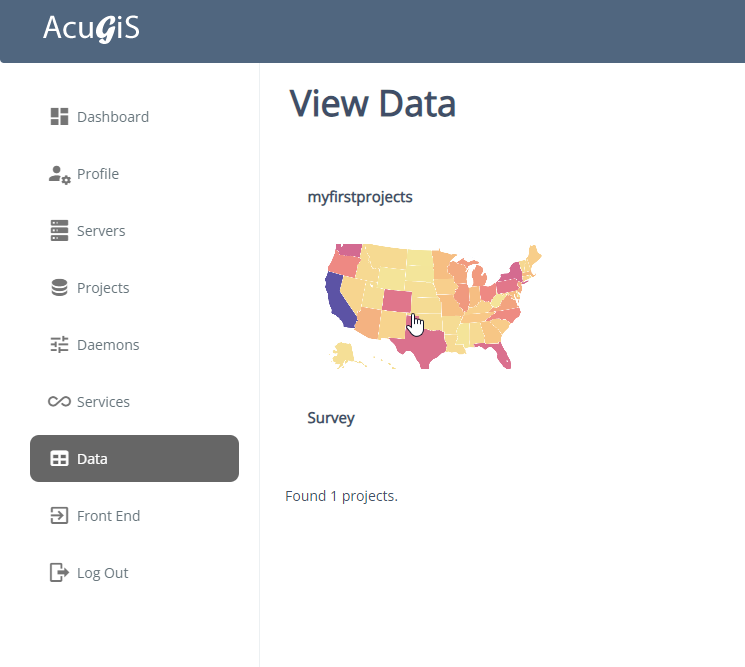 AcuGiS
Dashboard
Profile
Servers
Projects
Daemons
Services
Data
Front End
Log Out
View Data
myfirstprojects
Survey
Found 1 projects.